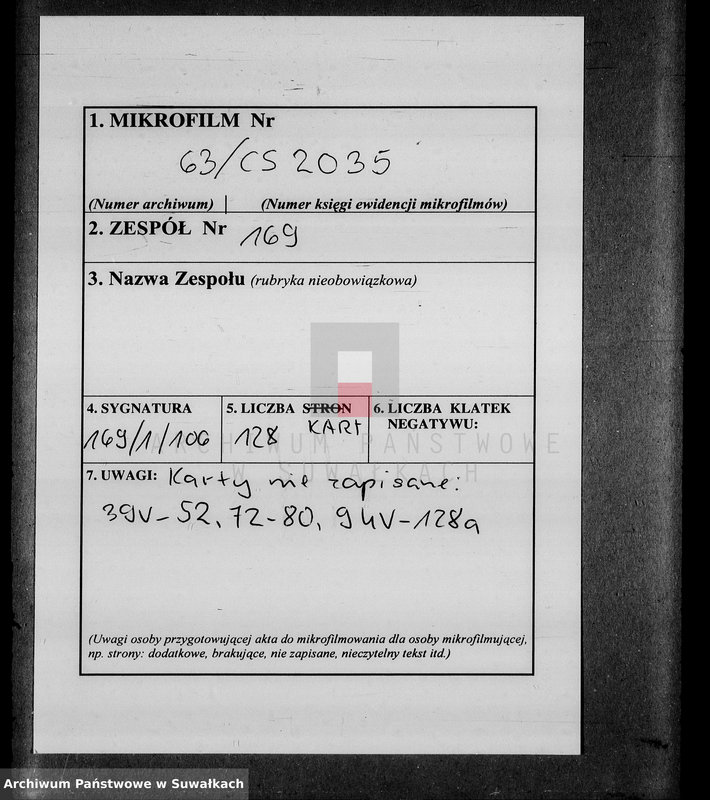 1. MIKROFILM Nr
63/CS 2035
(Numer archiwum) (Numer księgi ewidencji mikrofilmów)
2. ZESPÓŁ Nr 169
3. Nazwa Zespołu (rubryka nieobowiązkowa)
4. SYGNATURA
169/1/106
5. LICZBA STRON
KART
128
6. LICZBA KLATEK
NEGATYWU:
ARCHIWUM PAŃSTWOWE
W SUWAŁKACH
7. UWAGI: Karty nie zapisane:
39v-52, 72-80, 94v-128a
(Uwagi osoby przygotowującej akta do mikrofilmowania dla osoby mikrofilmującej,
np. strony: dodatkowe, brakujące, nie zapisane, nieczytelny tekst itd.)
Archiwum Państwowe w Suwałkach